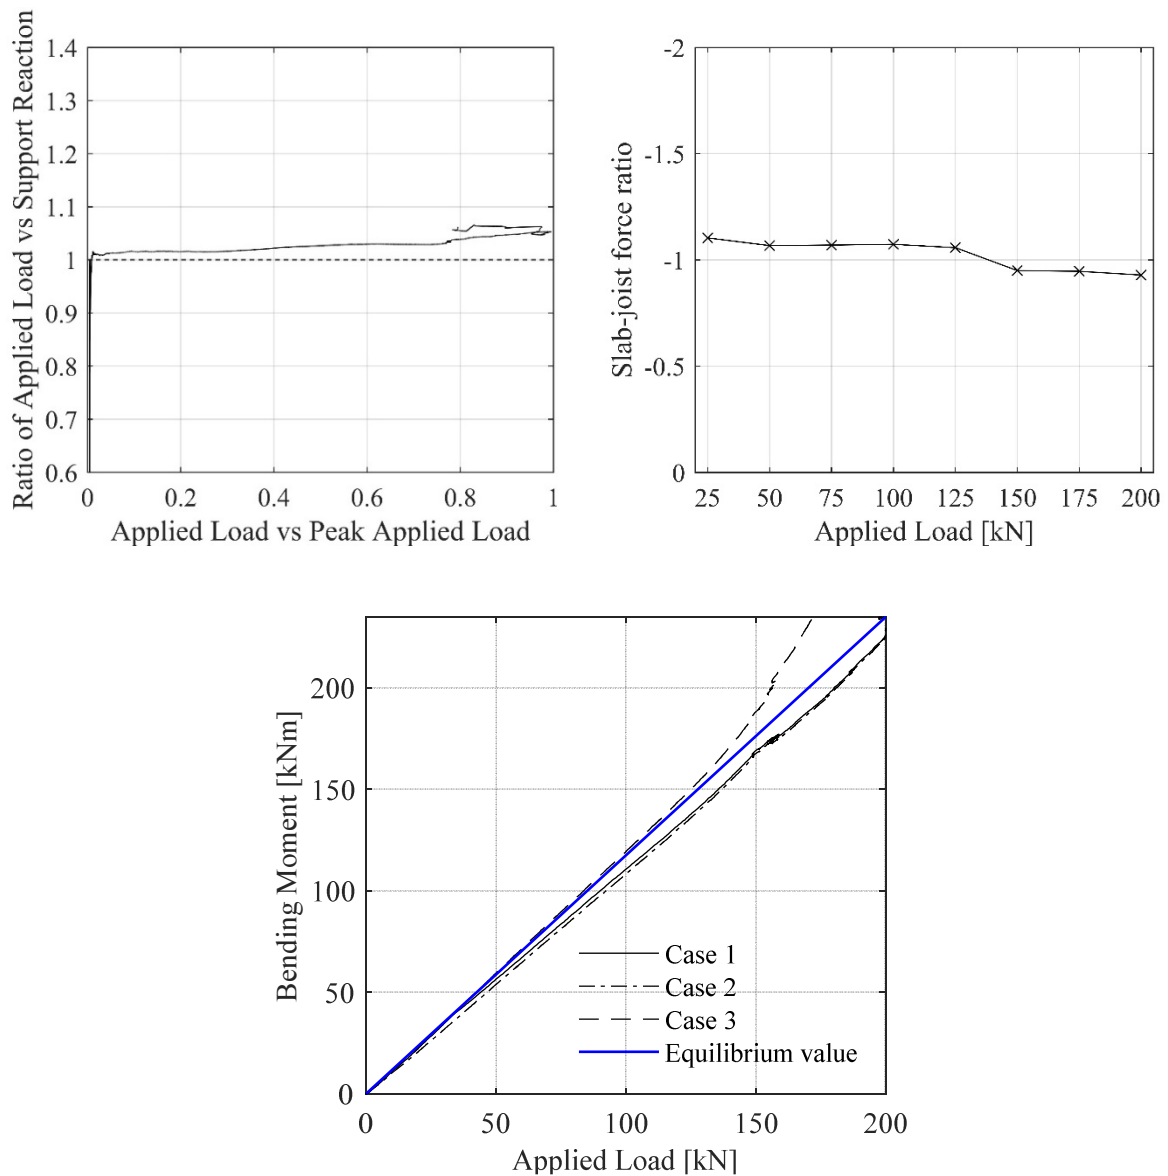 Ratio of Applied Load vs Support Reaction
1.4
1.3
1.2
1.1
1
0.9
0.8
0.7
0.6
0 0.2 0.4 0.6 0.8 1
Applied Load vs Peak Applied Load
Slab-joist force ratio
-2
-1.5
-1
-0.5
0
25 50 75 100 125 150 175 200
Applied Load [kN]
Bending Moment [kNm]
200
150
100
50
0
Case 1
Case 2
Case 3
Equilibrium value
0 50 100 150 200
Applied Load [kN]